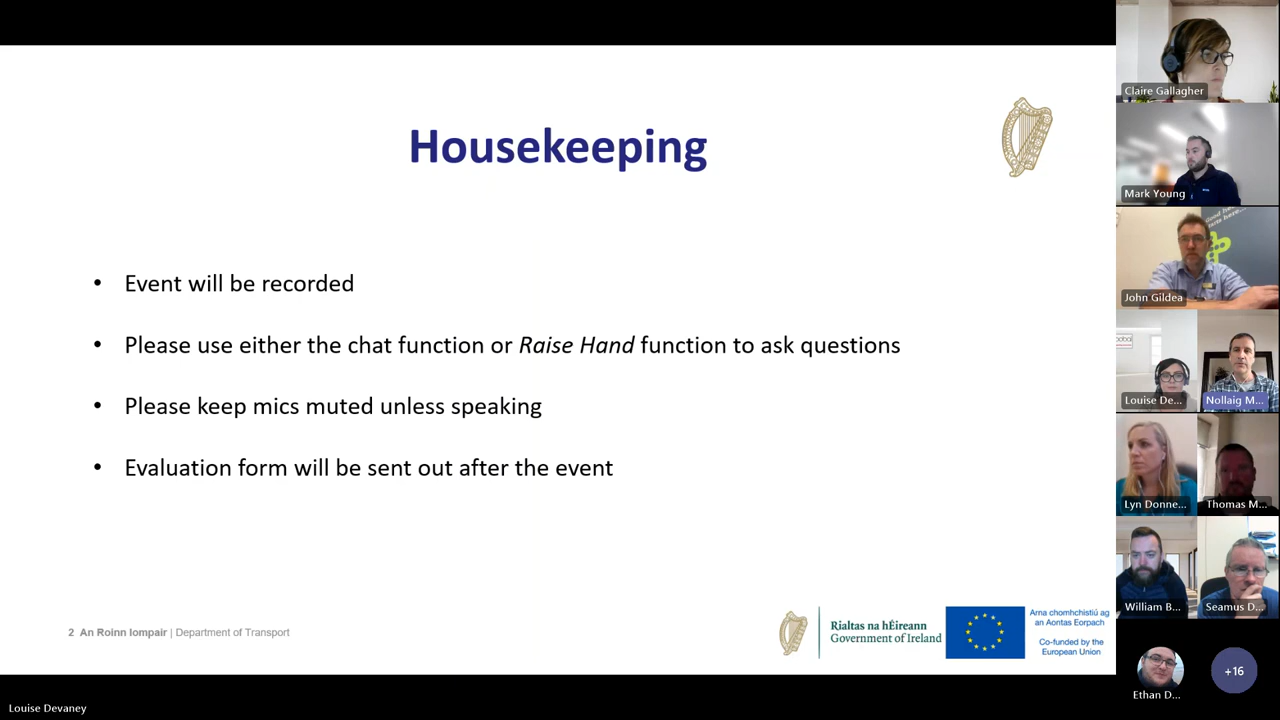 Housekeeping
• Event will be recorded
• Please use either the chat function or Raise Hand function to ask questions
• Please keep mics muted unless speaking
• Evaluation form will be sent out after the event
2 An Roinn Iompair | Department of Transport
Rialtas na hÉireann
Government of Ireland
Arna chomhchistiú ag
an Aontas Eorpach
Co-funded by the
European Union
Louise Devaney
Claire Gallagher
Mark Young
Good he
starts here...
John Gildea
Louise De...
Nollaig M...
Lyn Donne...
Thomas M...
William B...
Seamus D...
Ethan D...
+16